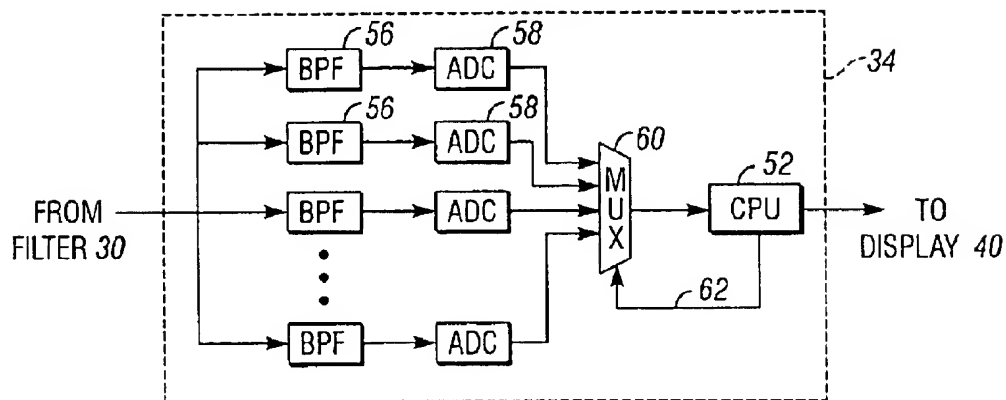 56
58
34
BPF
ADC
56
58
BPF
ADC
60
52
FROM
FILTER 30
BPF
ADC
MUX
CPU
TO
DISPLAY 40
62
BPF
ADC